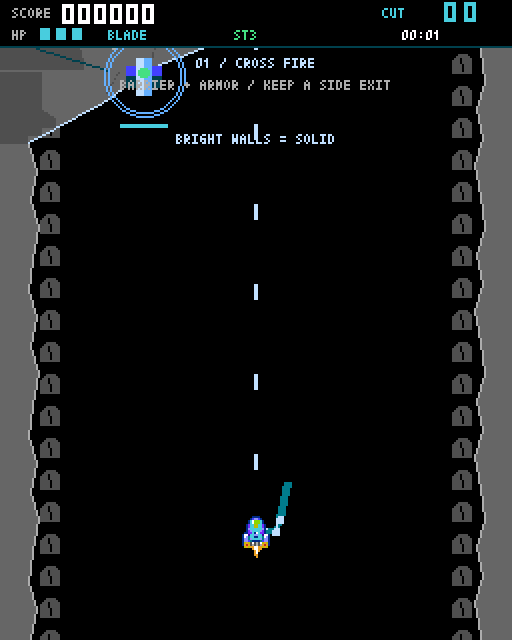 SCORE 000000 CUT 00
HP BLADE ST3 00:01
01 / CROSS FIRE
BARRIER + ARMOR / KEEP A SIDE EXIT
BRIGHT WALLS = SOLID